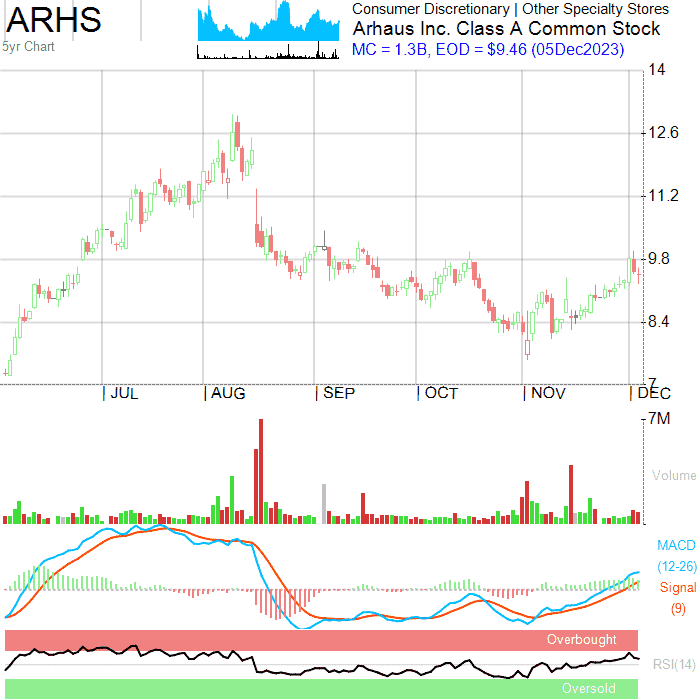 ARHS
5yr Chart
Consumer Discretionary | Other Specialty Stores
Arhaus Inc. Class A Common Stock
MC = 1.3B, EOD = $9.46 (05Dec2023)
14
12.6
11.2
9.8
8.4
7
| JUL | AUG | SEP | OCT | NOV | DEC
7M
Volume
MACD
(12-26)
Signal
(9)
Overbought
RSI(14)
Oversold